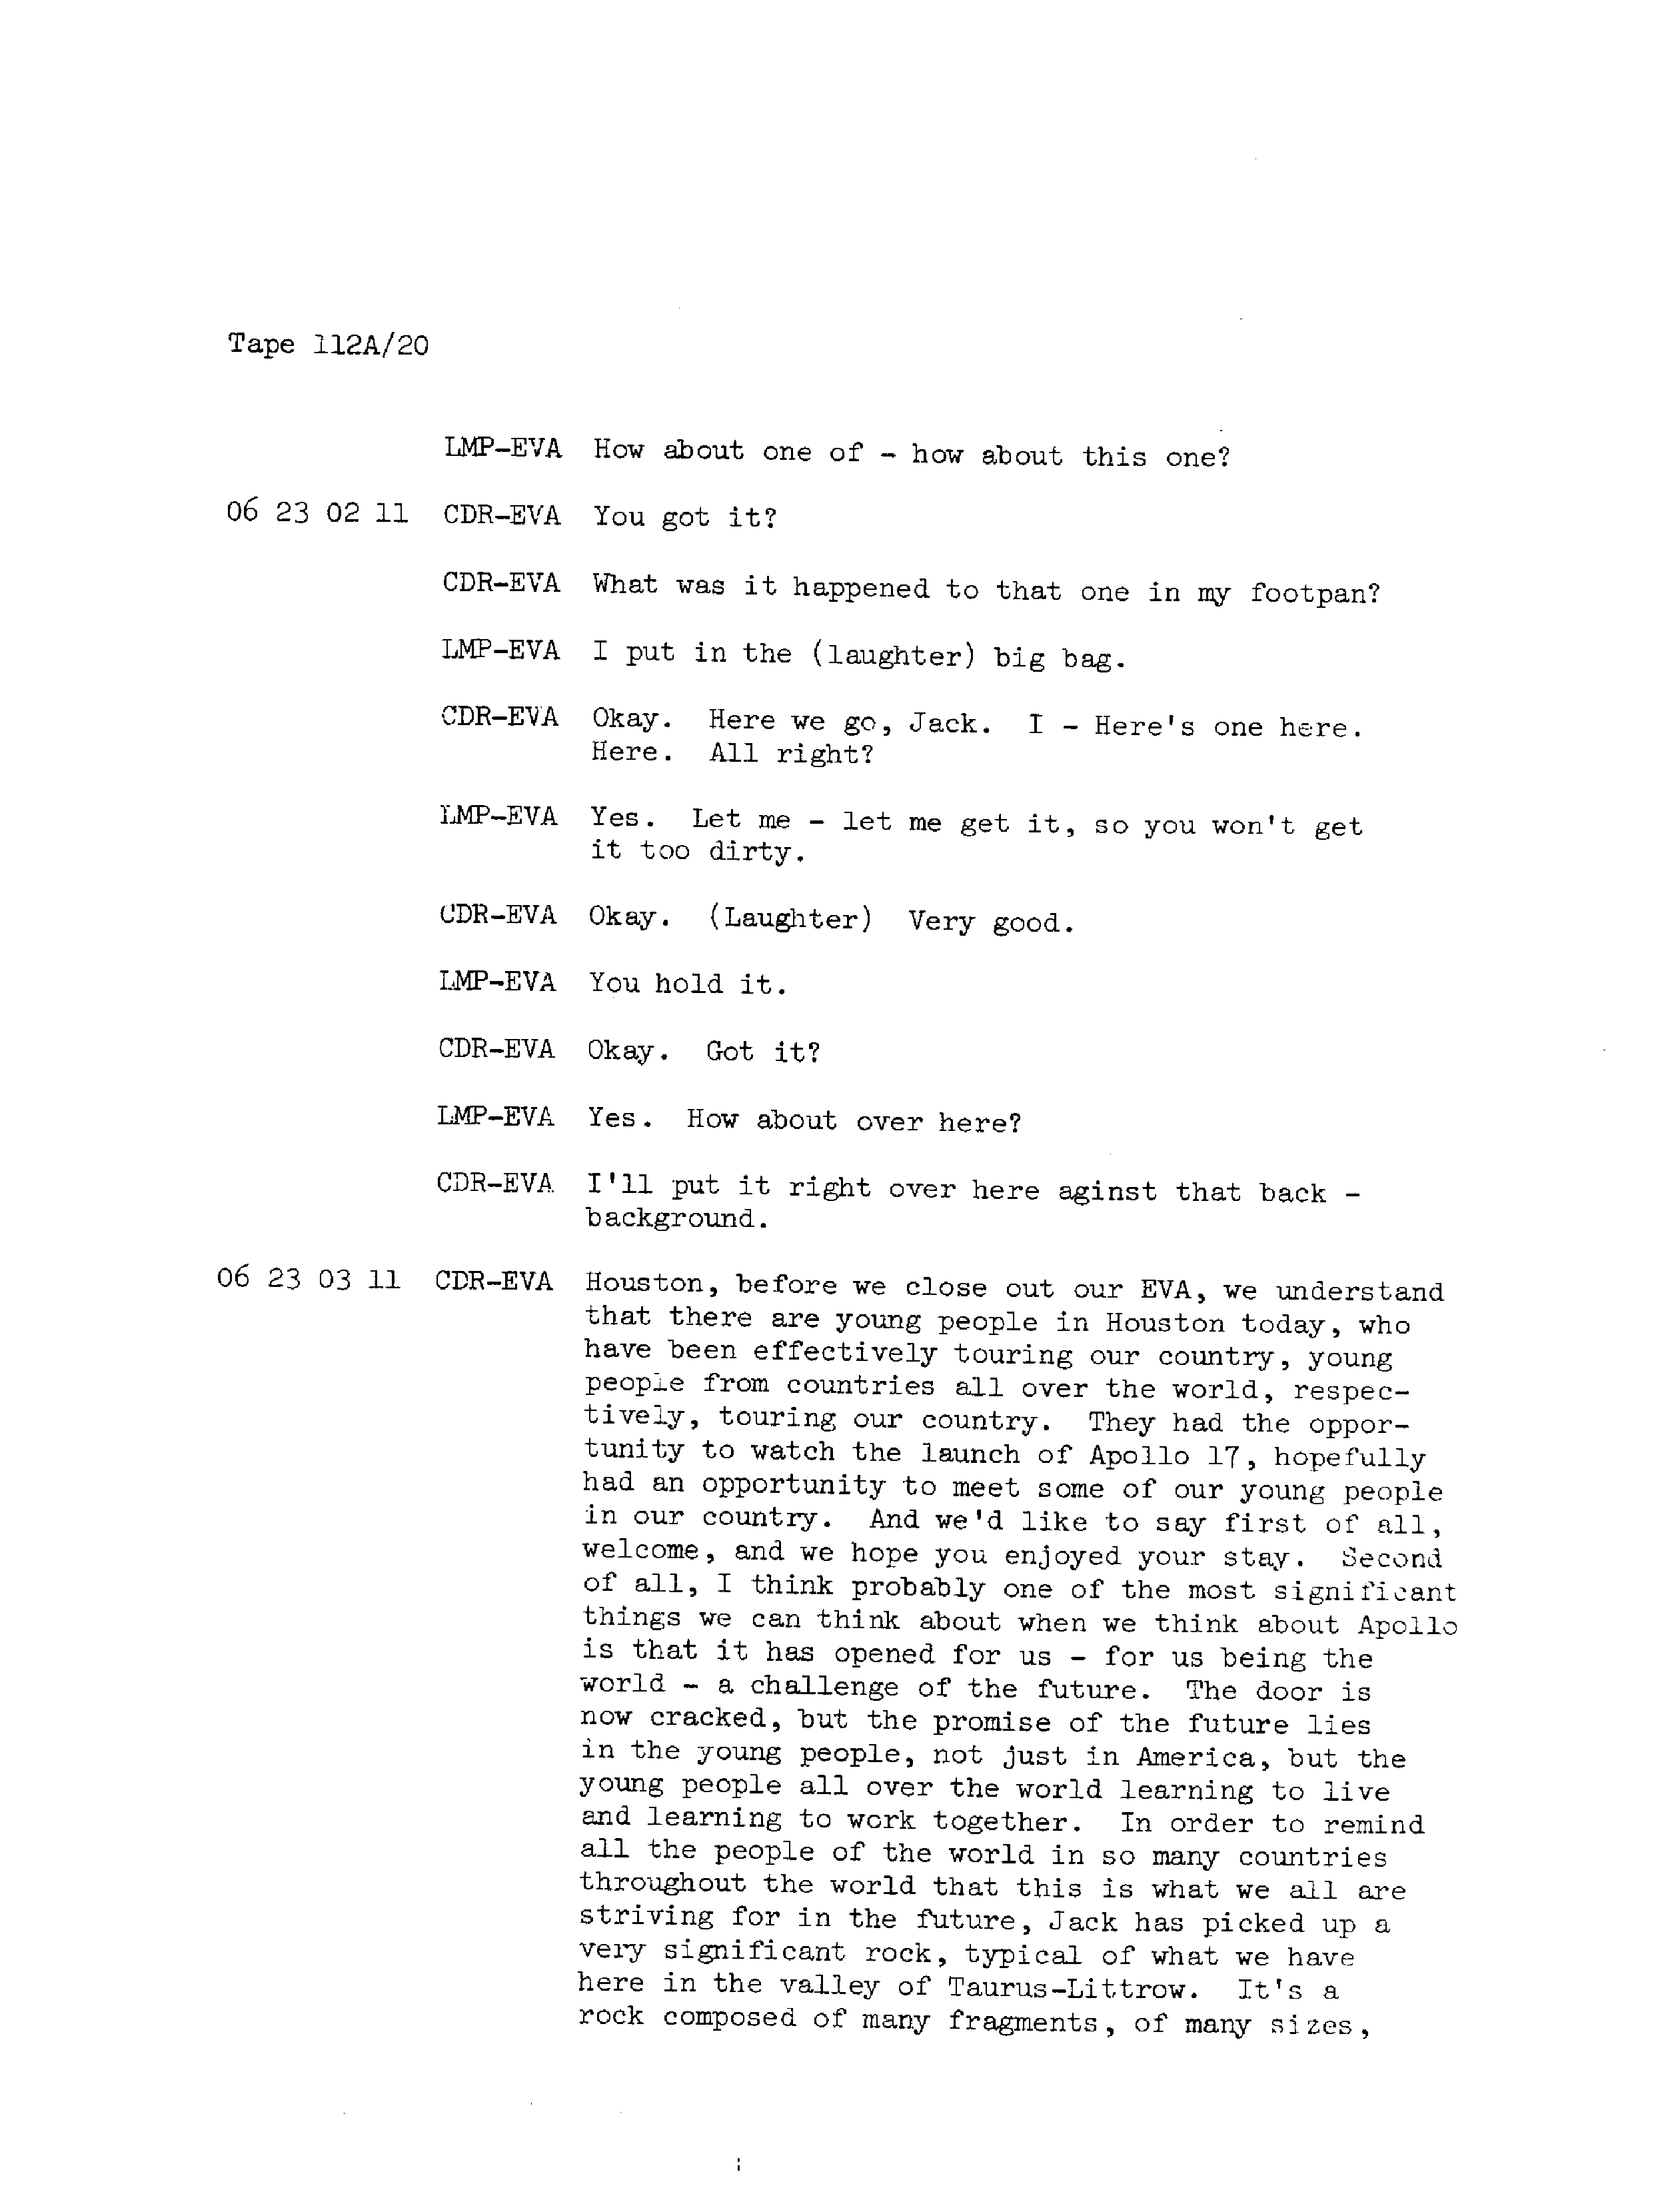 Tape 112A/20
LMP-EVA How about one of - how about this one?
06 23 02 11 CDR-EVA You got it?
CDR-EVA What was it happened to that one in my footpan?
LMP-EVA I put in the (laughter) big bag.
CDR-EVA Okay. Here we go, Jack. I - Here's one here.
Here. All right?
LMP-EVA Yes. Let me - let me get it, so you won't get
it too dirty.
CDR-EVA Okay. (Laughter) Very good.
LMP-EVA You hold it.
CDR-EVA Okay. Got it?
LMP-EVA Yes. How about over here?
CDR-EVA I'll put it right over here aginst that back -
background.
06 23 03 11 CDR-EVA Houston, before we close out our EVA, we understand
that there are young people in Houston today, who
have been effectively touring our country, young
people from countries all over the world, respec-
tively, touring our country. They had the oppor-
tunity to watch the launch of Apollo 17, hopefully
had an opportunity to meet some of our young people
in our country. And we'd like to say first of all,
welcome, and we hope you enjoyed your stay. Second
of all, I think probably one of the most significant
things we can think about when we think about Apollo
is that it has opened for us - for us being the
world - a challenge of the future. The door is
now cracked, but the promise of the future lies
in the young people, not just in America, but the
young people all over the world learning to live
and learning to work together. In order to remind
all the people of the world in so many countries
throughout the world that this is what we all are
striving for in the future, Jack has picked up a
very significant rock, typical of what we have
here in the valley of Taurus-Littrow. It's a
rock composed of many fragments, of many sizes,